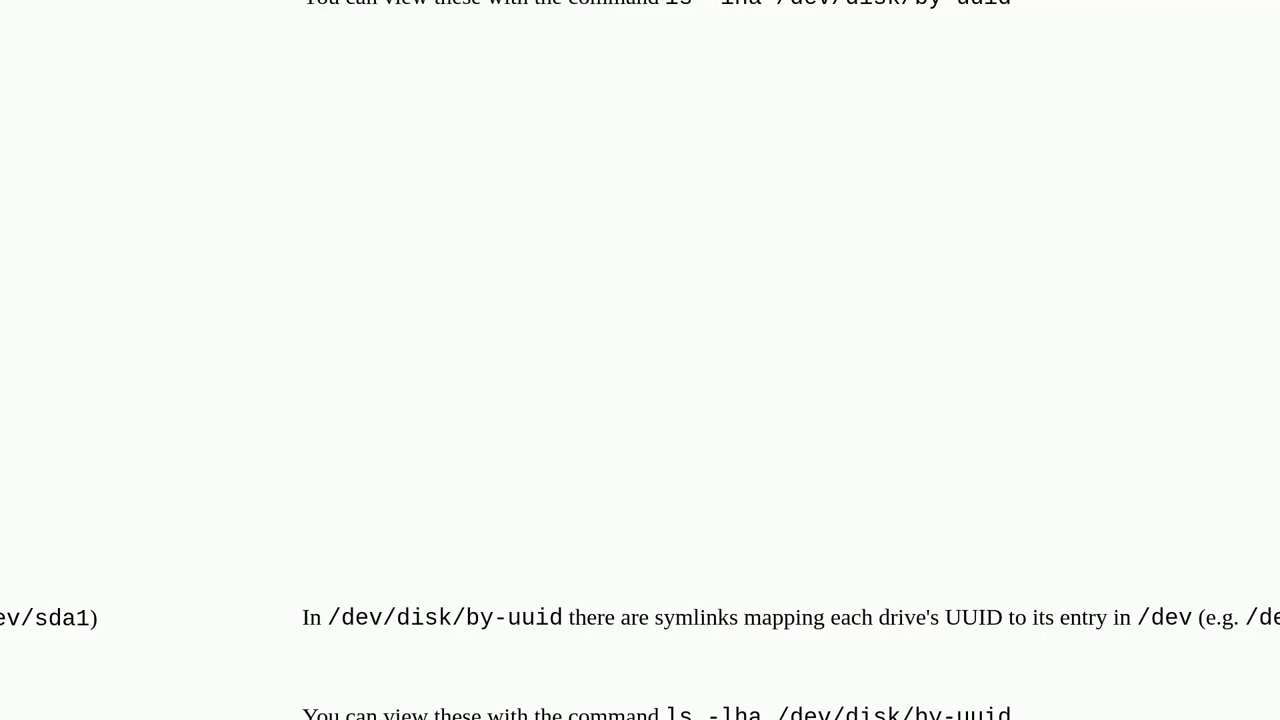 You can view these with the command ls -lha /dev/disk/by-uuid
ev/sda1)
In /dev/disk/by-uuid there are symlinks mapping each drive's UUID to its entry in /dev (e.g. /de
You can view these with the command ls -lha /dev/disk/by-uuid